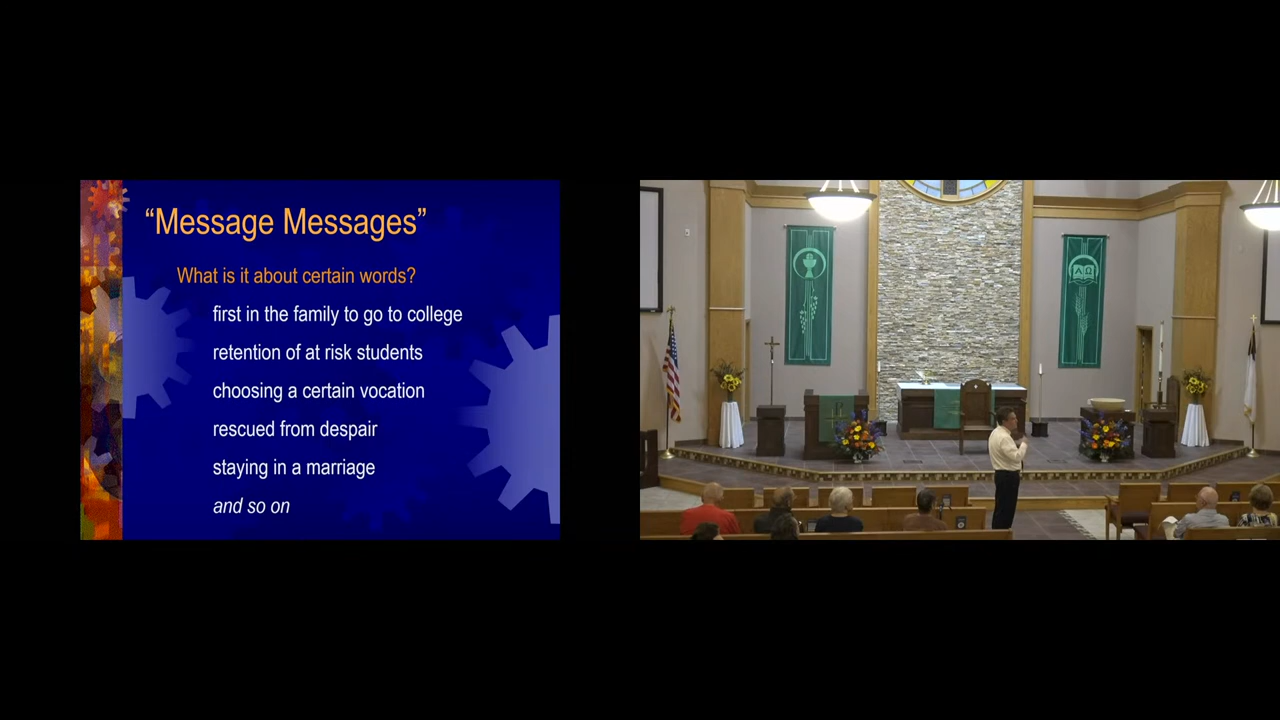 “Message Messages”
What is it about certain words?
first in the family to go to college
retention of at risk students
choosing a certain vocation
rescued from despair
staying in a marriage
and so on
ΑΩ